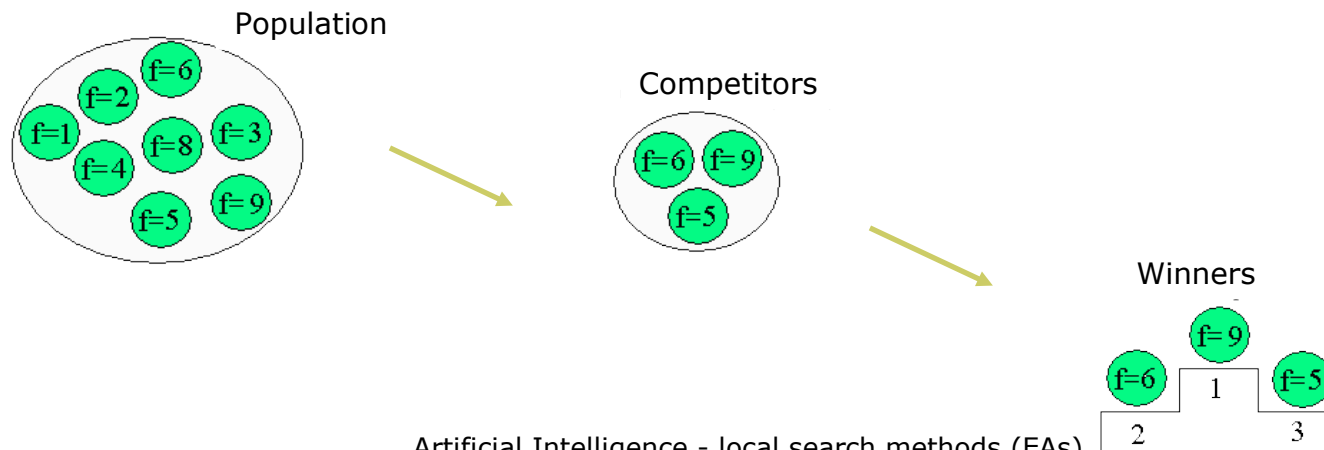 Population
f=6
f=2
f=1
f=8
f=3
f=4
f=9
f=5
Competitors
f=6
f=9
f=5
Winners
f=9
f=6
f=5
1
2
3
Artificial Intelligence - local search methods (EAs)